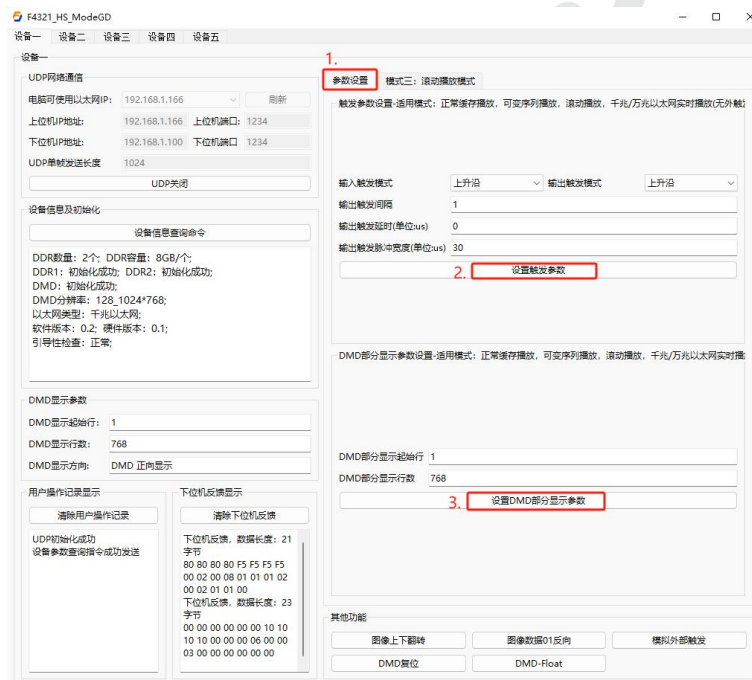 F4321_HS_ModeGD
设备一 设备二 设备三 设备四 设备五
设备一
UDP网络通信
电脑可使用以太网IP: 192.168.1.166 刷新
上位机IP地址: 192.168.1.166 上位机端口: 1234
下位机IP地址: 192.168.1.100 下位机端口 1234
UDP单帧发送长度 1024
UDP关闭
设备信息及初始化
设备信息查询命令
DDR数量：2个; DDR容量：8GB/个;
DDR1：初始化成功; DDR2：初始化成功;
DMD：初始化成功;
DMD分辨率：128_1024*768;
以太网类型：千兆以太网;
软件版本：0.2; 硬件版本：0.1;
引导性检查：正常;
DMD显示参数
DMD显示起始行: 1
DMD显示行数: 768
DMD显示方向: DMD 正向显示
用户操作记录显示
清除用户操作记录
UDP初始化成功
设备参数查询指令成功发送
下位机反馈显示
清除下位机反馈
下位机反馈，数据长度：21
字节
80 80 80 80 F5 F5 F5 F5
00 02 00 08 01 01 01 02
00 02 01 01 00
下位机反馈，数据长度：23
字节
00 00 00 00 00 00 10 10
10 10 00 00 00 06 00 00
03 00 00 00 00 00 00
1.
参数设置 模式三：滚动播放模式
触发参数设置-适用模式：正常缓存播放，可变序列播放，滚动播放，千兆/万兆以太网实时播放(无外触
输入触发模式 上升沿 输出触发模式 上升沿
输出触发间隔 1
输出触发延时(单位:us) 0
输出触发脉冲宽度(单位:us) 30
2. 设置触发参数
DMD部分显示参数设置-适用模式：正常缓存播放，可变序列播放，滚动播放，千兆/万兆以太网实时播
DMD部分显示起始行 1
DMD部分显示行数 768
3. 设置DMD部分显示参数
其他功能
图像上下翻转 图像数据01反向 模拟外部触发
DMD复位 DMD-Float